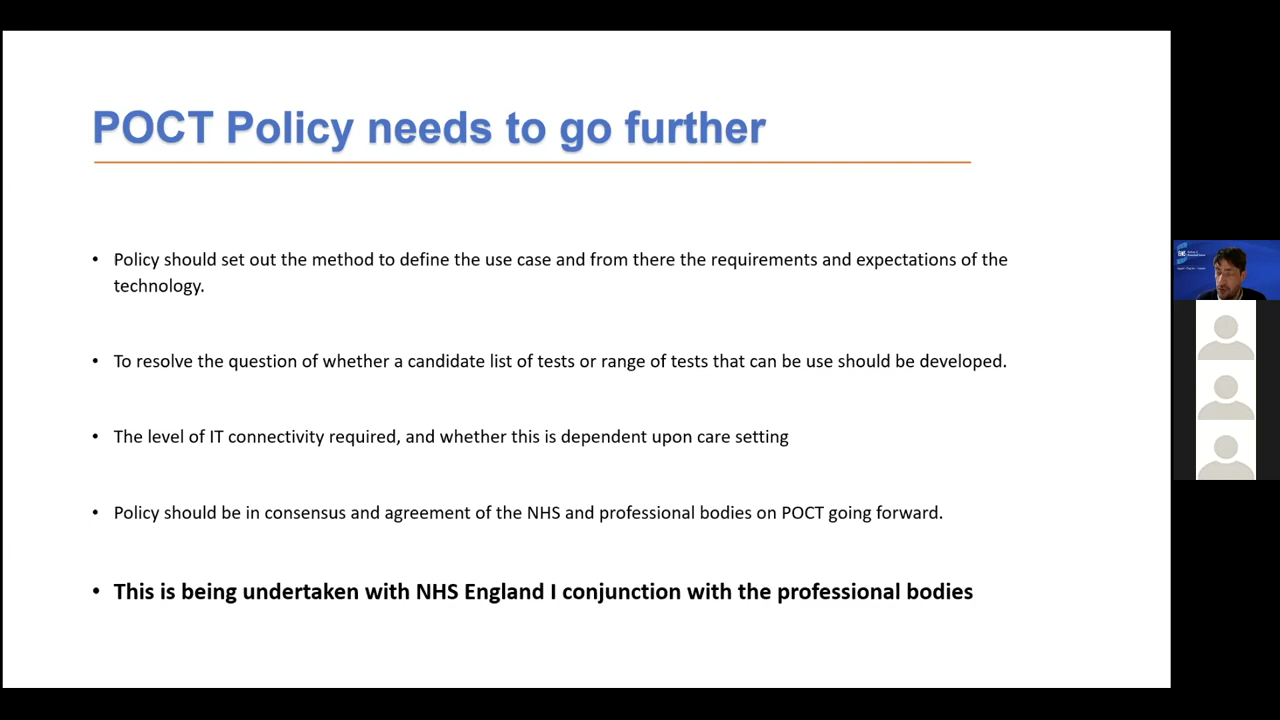 POCT Policy needs to go further
• Policy should set out the method to define the use case and from there the requirements and expectations of the
technology.
• To resolve the question of whether a candidate list of tests or range of tests that can be use should be developed.
• The level of IT connectivity required, and whether this is dependent upon care setting
• Policy should be in consensus and agreement of the NHS and professional bodies on POCT going forward.
• This is being undertaken with NHS England I conjunction with the professional bodies